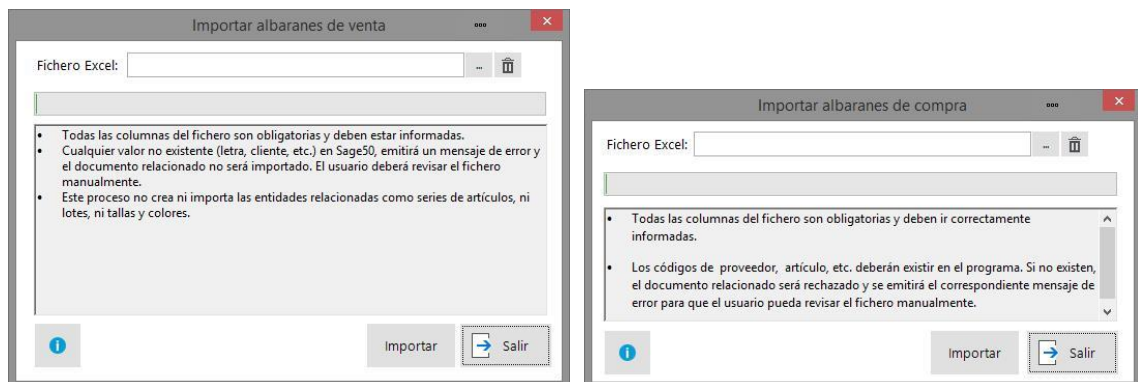 Importar albaranes de venta
Fichero Excel:
...
• Todas las columnas del fichero son obligatorias y deben estar informadas.
• Cualquier valor no existente (letra, cliente, etc.) en Sage50, emitirá un mensaje de error y
el documento relacionado no será importado. El usuario deberá revisar el fichero
manualmente.
• Este proceso no crea ni importa las entidades relacionadas como series de artículos, ni
lotes, ni tallas y colores.
Importar
Salir
Importar albaranes de compra
Fichero Excel:
...
• Todas las columnas del fichero son obligatorias y deben ir correctamente
informadas.
• Los códigos de proveedor, artículo, etc. deberán existir en el programa. Si no existen,
el documento relacionado será rechazado y se emitirá el correspondiente mensaje de
error para que el usuario pueda revisar el fichero manualmente.
Importar
Salir